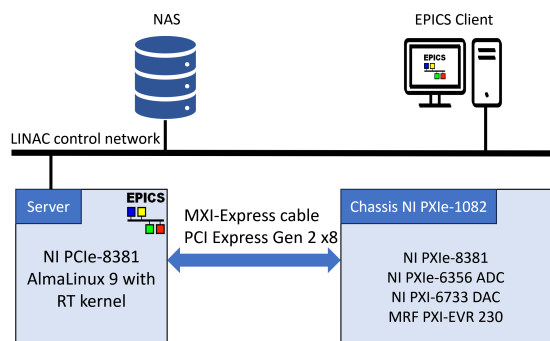 NAS
EPICS Client
EPICS
LINAC control network
Server
EPICS
NI PCIe-8381
AlmaLinux 9 with
RT kernel
MXI-Express cable
PCI Express Gen 2 x8
Chassis NI PXIe-1082
NI PXIe-8381
NI PXIe-6356 ADC
NI PXI-6733 DAC
MRF PXI-EVR 230